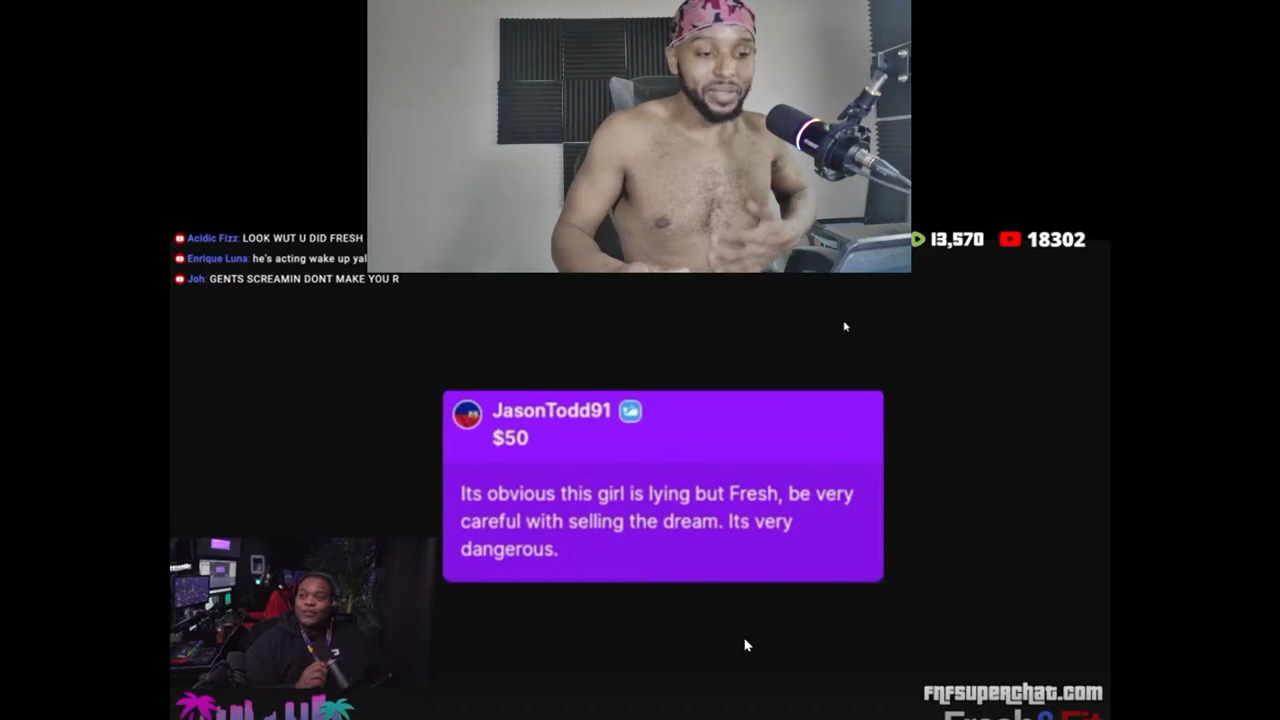 Acidic Fizz: LOOK WUT U DID FRESH
Enrique Luna: he's acting wake up yal
Joh: GENTS SCREAMIN DONT MAKE YOU R
13,570 18302
JasonTodd91
$50
Its obvious this girl is lying but Fresh, be very
careful with selling the dream. Its very
dangerous.
FNFSUPERCHAT.COM